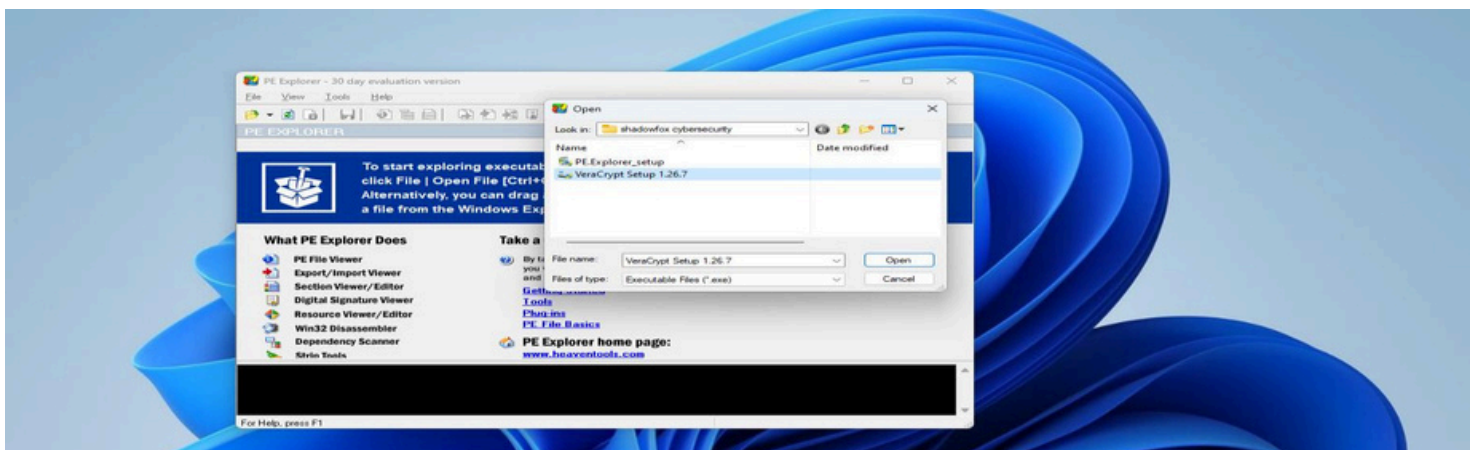 PE Explorer - 30 day evaluation version
File View Tools Help
PE EXPLORER
To start exploring executab
click File | Open File [Ctrl+
Alternatively, you can drag
a file from the Windows Exp
What PE Explorer Does
PE File Viewer
Export/Import Viewer
Section Viewer/Editor
Digital Signature Viewer
Resource Viewer/Editor
Win32 Disassembler
Dependency Scanner
Take a
By ta
you
and
Tools
Plug-ins
PE File Basics
PE Explorer home page:
www.heaventools.com
For Help, press F1
Open
Look in: shadowfox cybersecurity
Name Date modified
PE.Explorer_setup
VeraCrypt Setup 1.26.7
File name: VeraCrypt Setup 1.26.7 Open
Files of type: Executable Files (*.exe) Cancel